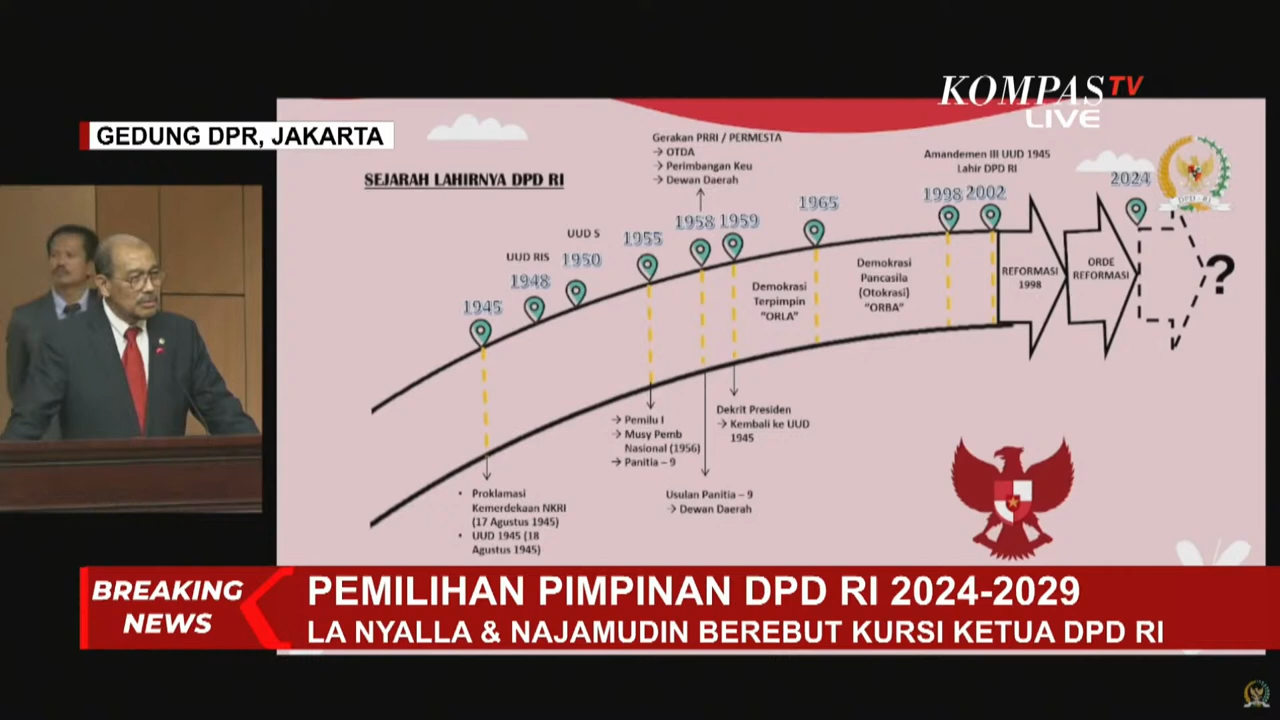 KOMPAS TV
LIVE
GEDUNG DPR, JAKARTA
SEJARAH LAHIRNYA DPD RI
Gerakan PRRI / PERMESTA
→ OTDA
→ Perimbangan Keu
→ Dewan Daerah
Amandemen III UUD 1945
Lahir DPD RI
DPD-RI
1945
UUD RIS
1948
UUD S
1950
1955
1958
1959
1965
1998
2002
2024
Demokrasi
Terpimpin
"ORLA"
Demokrasi
Pancasila
(Otokrasi)
"ORBA"
REFORMASI
1998
ORDE
REFORMASI
?
→ Pemilu I
→ Musy Pemb
Nasional (1956)
→ Panitia – 9
Dekrit Presiden
→ Kembali ke UUD
1945
Usulan Panitia – 9
→ Dewan Daerah
• Proklamasi
Kemerdekaan NKRI
(17 Agustus 1945)
• UUD 1945 (18
Agustus 1945)
BREAKING
NEWS
PEMILIHAN PIMPINAN DPD RI 2024-2029
LA NYALLA & NAJAMUDIN BEREBUT KURSI KETUA DPD RI